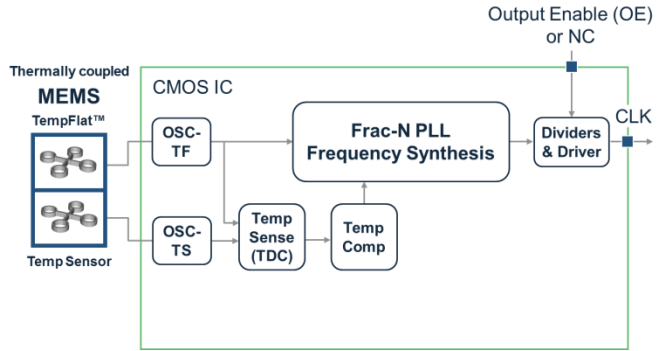 Output Enable (OE)
or NC
Thermally coupled
MEMS
TempFlat™
CMOS IC
CLK
OSC-
TF
Frac-N PLL
Frequency Synthesis
Dividers
& Driver
OSC-
TS
Temp
Sense
(TDC)
Temp
Comp
Temp Sensor